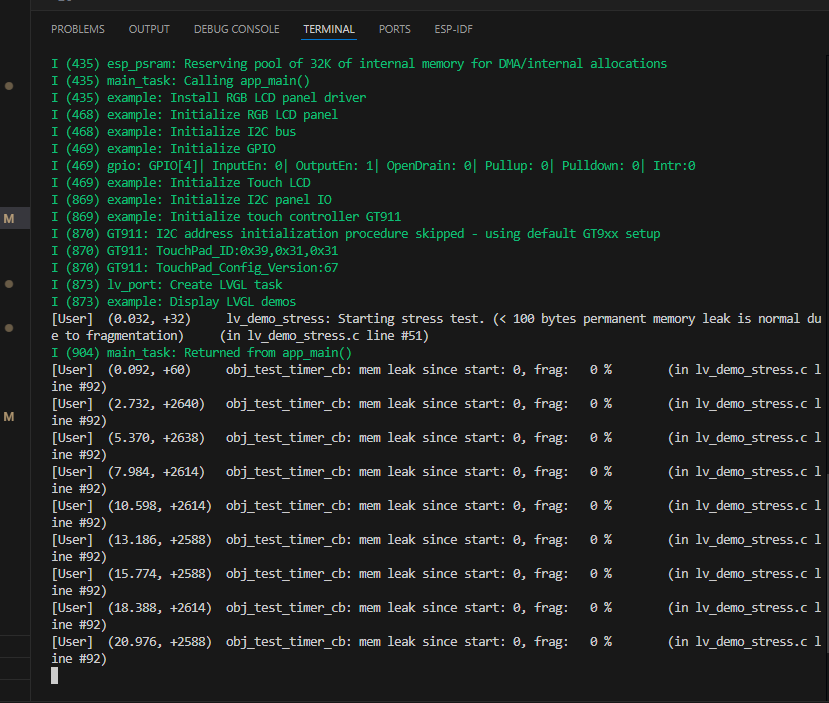 PROBLEMS OUTPUT DEBUG CONSOLE TERMINAL PORTS ESP-IDF
I (435) esp_psram: Reserving pool of 32K of internal memory for DMA/internal allocations
I (435) main_task: Calling app_main()
I (435) example: Install RGB LCD panel driver
I (468) example: Initialize RGB LCD panel
I (468) example: Initialize I2C bus
I (469) example: Initialize GPIO
I (469) gpio: GPIO[4]| InputEn: 0| OutputEn: 1| OpenDrain: 0| Pullup: 0| Pulldown: 0| Intr:0
I (469) example: Initialize Touch LCD
I (869) example: Initialize I2C panel IO
M
I (869) example: Initialize touch controller GT911
I (870) GT911: I2C address initialization procedure skipped - using default GT9xx setup
I (870) GT911: TouchPad_ID:0x39,0x31,0x31
I (870) GT911: TouchPad_Config_Version:67
I (873) lv_port: Create LVGL task
I (873) example: Display LVGL demos
[User] (0.032, +32) lv_demo_stress: Starting stress test. (< 100 bytes permanent memory leak is normal du
e to fragmentation) (in lv_demo_stress.c line #51)
I (904) main_task: Returned from app_main()
[User] (0.092, +60) obj_test_timer_cb: mem leak since start: 0, frag: 0 % (in lv_demo_stress.c l
ine #92)
[User] (2.732, +2640) obj_test_timer_cb: mem leak since start: 0, frag: 0 % (in lv_demo_stress.c l
M
ine #92)
[User] (5.370, +2638) obj_test_timer_cb: mem leak since start: 0, frag: 0 % (in lv_demo_stress.c l
ine #92)
[User] (7.984, +2614) obj_test_timer_cb: mem leak since start: 0, frag: 0 % (in lv_demo_stress.c l
ine #92)
[User] (10.598, +2614) obj_test_timer_cb: mem leak since start: 0, frag: 0 % (in lv_demo_stress.c l
ine #92)
[User] (13.186, +2588) obj_test_timer_cb: mem leak since start: 0, frag: 0 % (in lv_demo_stress.c l
ine #92)
[User] (15.774, +2588) obj_test_timer_cb: mem leak since start: 0, frag: 0 % (in lv_demo_stress.c l
ine #92)
[User] (18.388, +2614) obj_test_timer_cb: mem leak since start: 0, frag: 0 % (in lv_demo_stress.c l
ine #92)
[User] (20.976, +2588) obj_test_timer_cb: mem leak since start: 0, frag: 0 % (in lv_demo_stress.c l
ine #92)